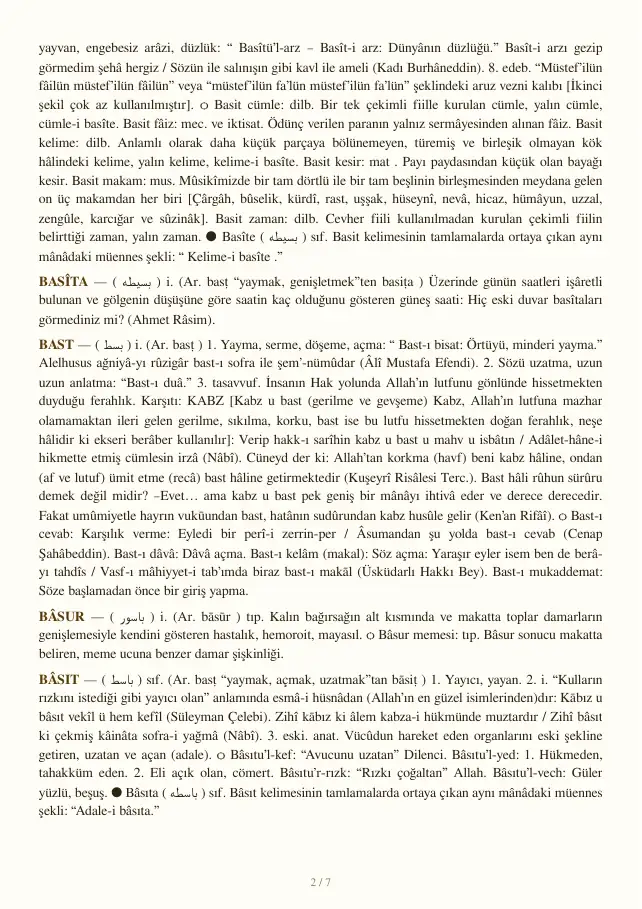 yayvan, engebesiz arâzi, düzlük: “ Basîtü’l-arz – Basît-i arz: Dünyânın düzlüğü.” Basît-i arzı gezip
görmedim şehâ hergiz / Sözün ile salınışın gibi kavl ile ameli (Kadı Burhâneddin). 8. edeb. “Müstef’ilün
fâilün müstef’ilün fâilün” veya “müstef’ilün fa’lün müstef’ilün fa’lün” şeklindeki aruz vezni kalıbı [İkinci
şekil çok az kullanılmıştır]. ѻ Basit cümle: dilb. Bir tek çekimli fiille kurulan cümle, yalın cümle,
cümle-i basîte. Basit fâiz: mec. ve iktisat. Ödünç verilen paranın yalnız sermâyesinden alınan fâiz. Basit
kelime: dilb. Anlamlı olarak daha küçük parçaya bölünemeyen, türemiş ve birleşik olmayan kök
hâlindeki kelime, yalın kelime, kelime-i basîte. Basit kesir: mat . Payı paydasından küçük olan bayağı
kesir. Basit makam: mus. Mûsikîmizde bir tam dörtlü ile bir tam beşlinin birleşmesinden meydana gelen
on üç makamdan her biri [Çârgâh, bûselik, kürdî, rast, uşşak, hüseynî, nevâ, hicaz, hümâyun, uzzal,
zengûle, karcığar ve sûzinâk]. Basit zaman: dilb. Cevher fiili kullanılmadan kurulan çekimli fiilin
belirttiği zaman, yalın zaman. ● Basîte ( بسيطه ) sıf. Basit kelimesinin tamlamalarda ortaya çıkan aynı
mânâdaki müennes şekli: “ Kelime-i basîte .”
BASÎTA — ( بسيطه ) i. (Ar. basṭ “yaymak, genişletmek”ten basiṭa ) Üzerinde günün saatleri işâretli
bulunan ve gölgenin düşüşüne göre saatin kaç olduğunu gösteren güneş saati: Hiç eski duvar basîtaları
görmediniz mi? (Ahmet Râsim).
BAST — ( بسط ) i. (Ar. basṭ ) 1. Yayma, serme, döşeme, açma: “ Bast-ı bisat: Örtüyü, minderi yayma.”
Alelhusus ağniyâ-yı rûzigâr bast-ı sofra ile şem’-nümûdar (Âlî Mustafa Efendi). 2. Sözü uzatma, uzun
uzun anlatma: “Bast-ı duâ.” 3. tasavvuf. İnsanın Hak yolunda Allah’ın lutfunu gönlünde hissetmekten
duyduğu ferahlık. Karşıtı: KABZ [Kabz u bast (gerilme ve gevşeme) Kabz, Allah’ın lutfuna mazhar
olamamaktan ileri gelen gerilme, sıkılma, korku, bast ise bu lutfu hissetmekten doğan ferahlık, neşe
hâlidir ki ekseri berâber kullanılır]: Verip hakk-ı sarîhin kabz u bast u mahv u isbâtın / Adâlet-hâne-i
hikmette etmiş cümlesin irzâ (Nâbî). Cüneyd der ki: Allah’tan korkma (havf) beni kabz hâline, ondan
(af ve lutuf) ümit etme (recâ) bast hâline getirmektedir (Kuşeyrî Risâlesi Terc.). Bast hâli rûhun sürûru
demek değil midir? –Evet… ama kabz u bast pek geniş bir mânâyı ihtivâ eder ve derece derecedir.
Fakat umûmiyetle hayrın vukūundan bast, hatânın sudûrundan kabz husûle gelir (Ken’an Rifâî). ѻ Bast-ı
cevab: Karşılık verme: Eyledi bir perî-i zerrin-per / Âsumandan şu yolda bast-ı cevab (Cenap
Şahâbeddin). Bast-ı dâvâ: Dâvâ açma. Bast-ı kelâm (makal): Söz açma: Yaraşır eyler isem ben de berâ-
yı tahdîs / Vasf-ı mâhiyyet-i tab’ımda biraz bast-ı makāl (Üsküdarlı Hakkı Bey). Bast-ı mukaddemat:
Söze başlamadan önce bir giriş yapma.
BÂSUR — ( باسور ) i. (Ar. bāsūr ) tıp. Kalın bağırsağın alt kısmında ve makatta toplar damarların
genişlemesiyle kendini gösteren hastalık, hemoroit, mayasıl. ѻ Bâsur memesi: tıp. Bâsur sonucu makatta
beliren, meme ucuna benzer damar şişkinliği.
BÂSIT — ( باسط ) sıf. (Ar. basṭ “yaymak, açmak, uzatmak”tan bāsiṭ ) 1. Yayıcı, yayan. 2. i. “Kulların
rızkını istediği gibi yayıcı olan” anlamında esmâ-i hüsnâdan (Allah’ın en güzel isimlerinden)dır: Kābız u
bâsıt vekîl ü hem kefîl (Süleyman Çelebi). Zihî kābız ki âlem kabza-i hükmünde muztardır / Zihî bâsıt
ki çekmiş kâinâta sofra-i yağmâ (Nâbî). 3. eski. anat. Vücûdun hareket eden organlarını eski şekline
getiren, uzatan ve açan (adale). ѻ Bâsıtu’l-kef: “Avucunu uzatan” Dilenci. Bâsıtu’l-yed: 1. Hükmeden,
tahakküm eden. 2. Eli açık olan, cömert. Bâsıtu’r-rızk: “Rızkı çoğaltan” Allah. Bâsıtu’l-vech: Güler
yüzlü, beşuş. ● Bâsıta ( باسطه ) sıf. Bâsıt kelimesinin tamlamalarda ortaya çıkan aynı mânâdaki müennes
şekli: “Adale-i bâsıta.”
2 / 7